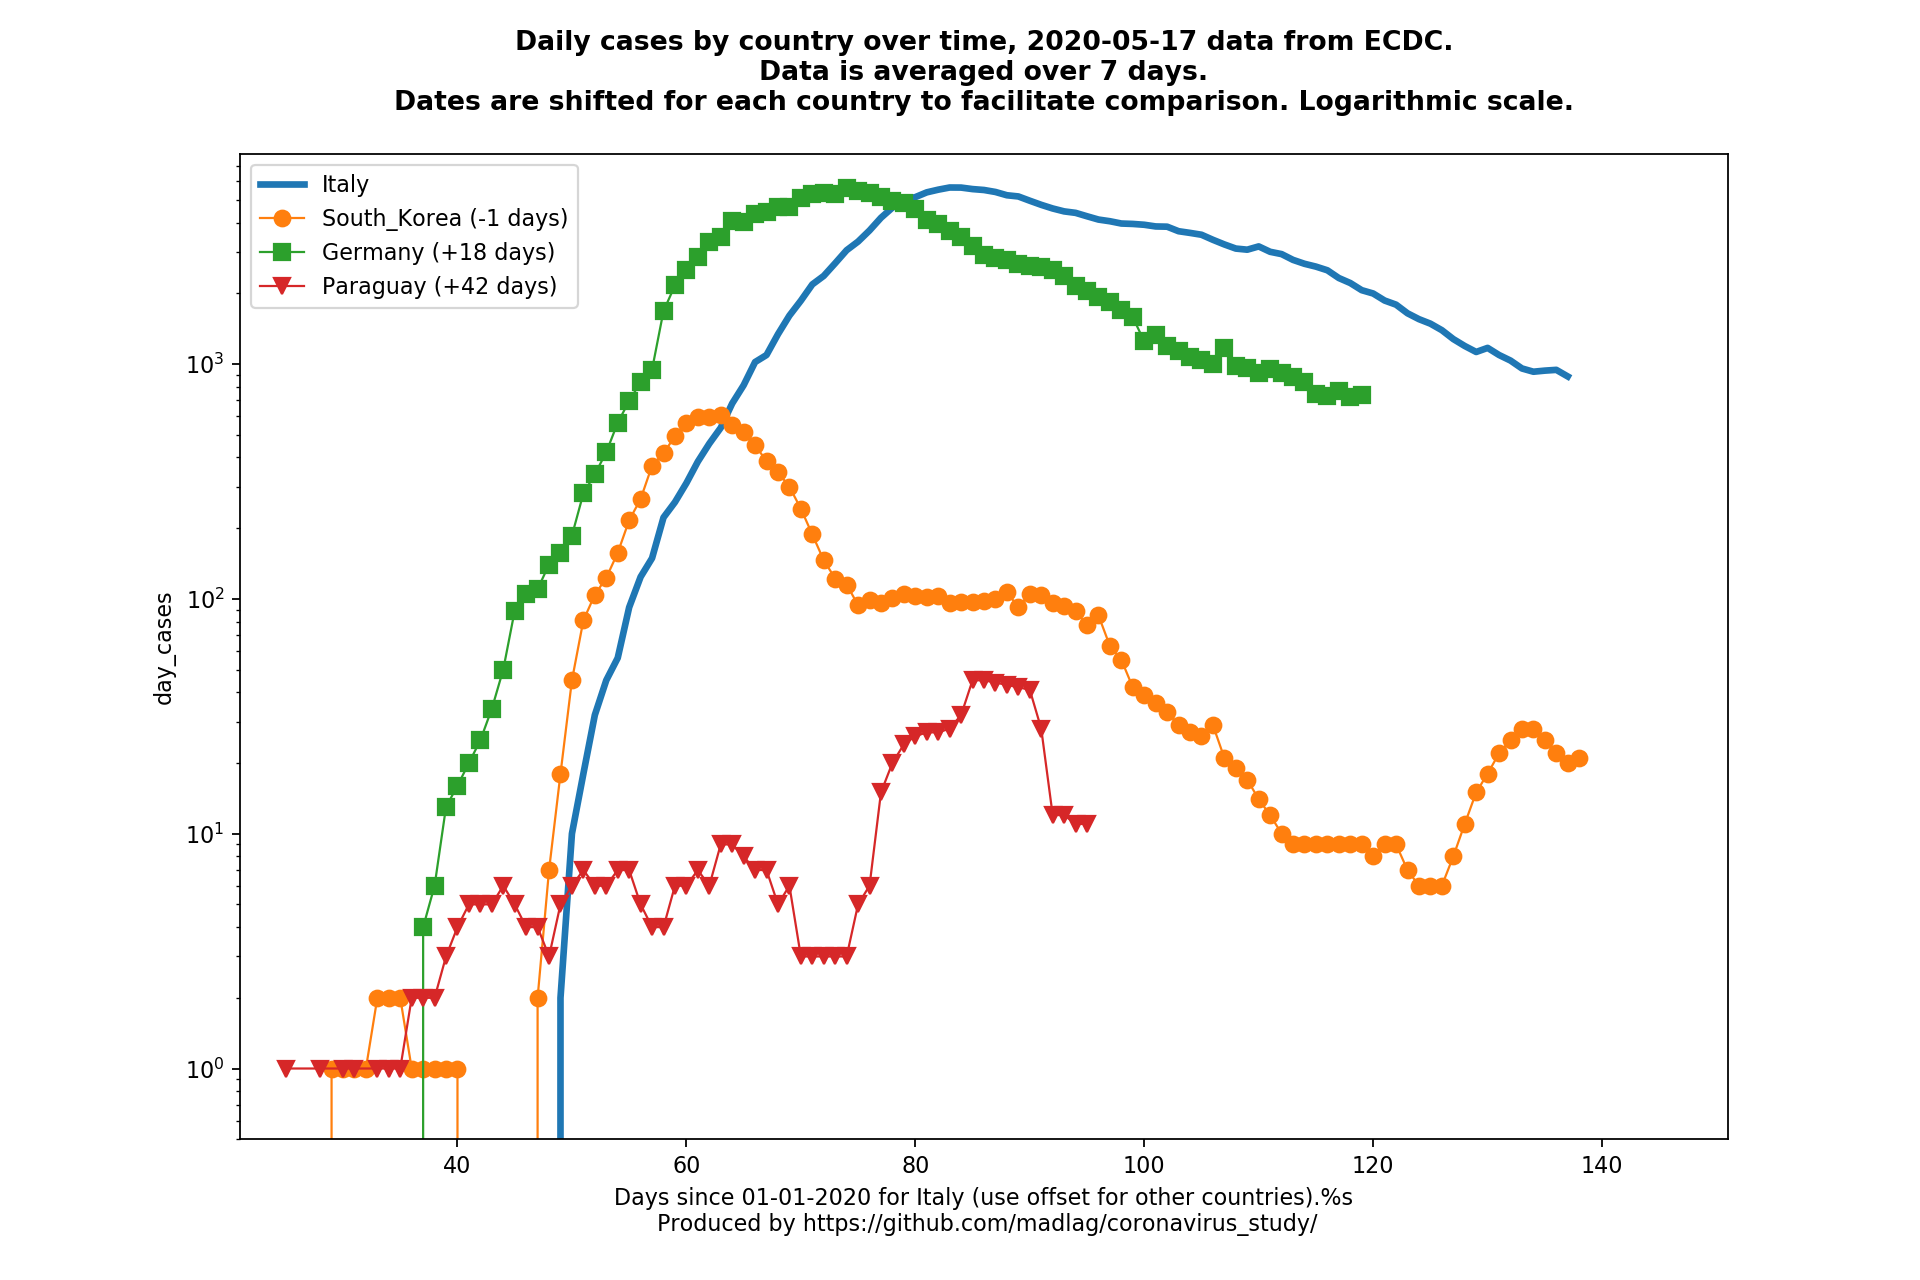 Daily cases by country over time, 2020-05-17 data from ECDC.
Data is averaged over 7 days.
Dates are shifted for each country to facilitate comparison. Logarithmic scale.
Italy
South_Korea (-1 days)
Germany (+18 days)
Paraguay (+42 days)
10³
10²
10¹
10⁰
day_cases
40 60 80 100 120 140
Days since 01-01-2020 for Italy (use offset for other countries).%s
Produced by https://github.com/madlag/coronavirus_study/